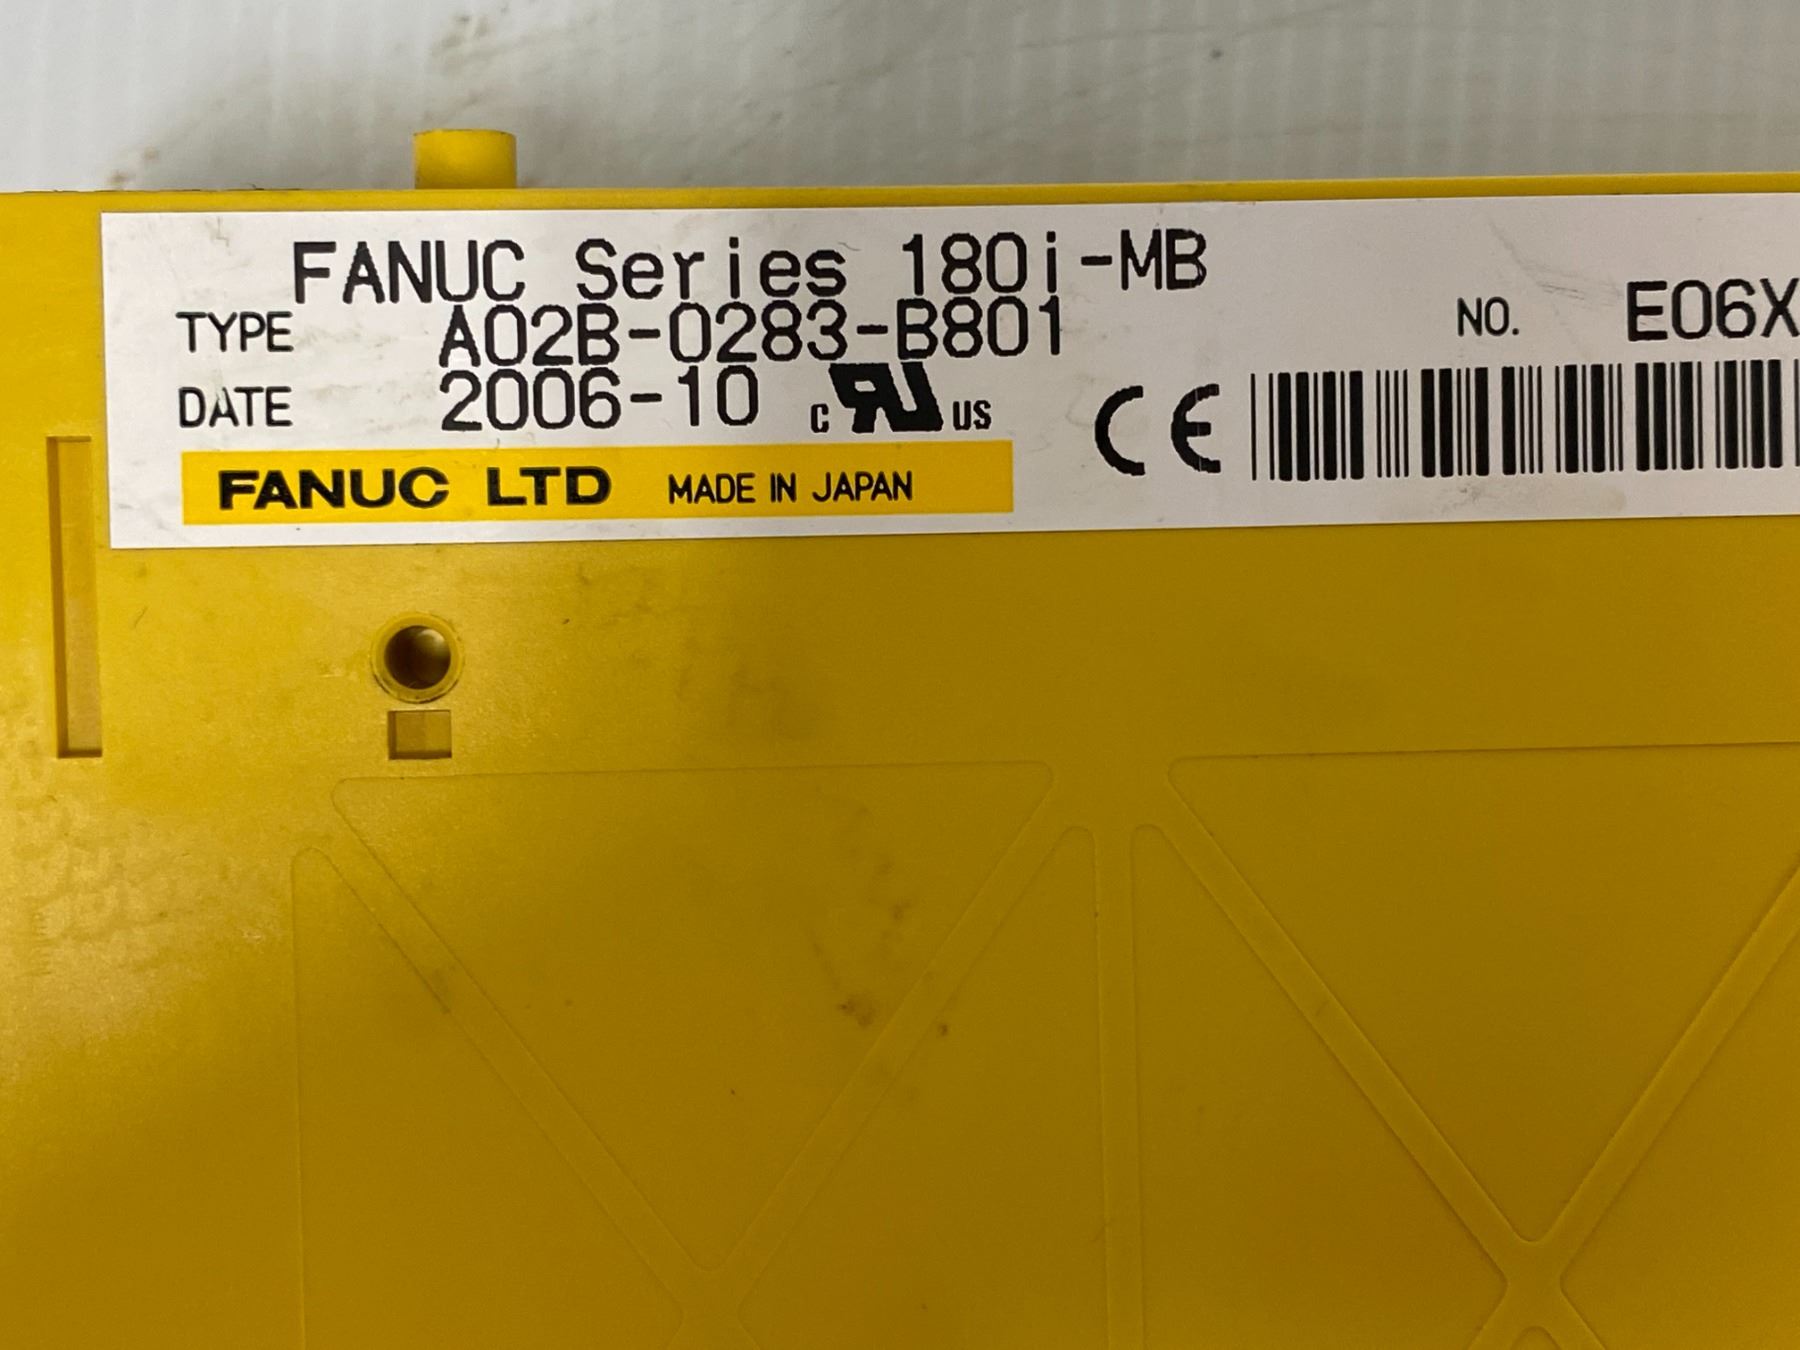 FANUC Series 180i-MB
TYPE A02B-0283-B801
NO. E06X
DATE 2006-10
c RU US
CE
FANUC LTD MADE IN JAPAN